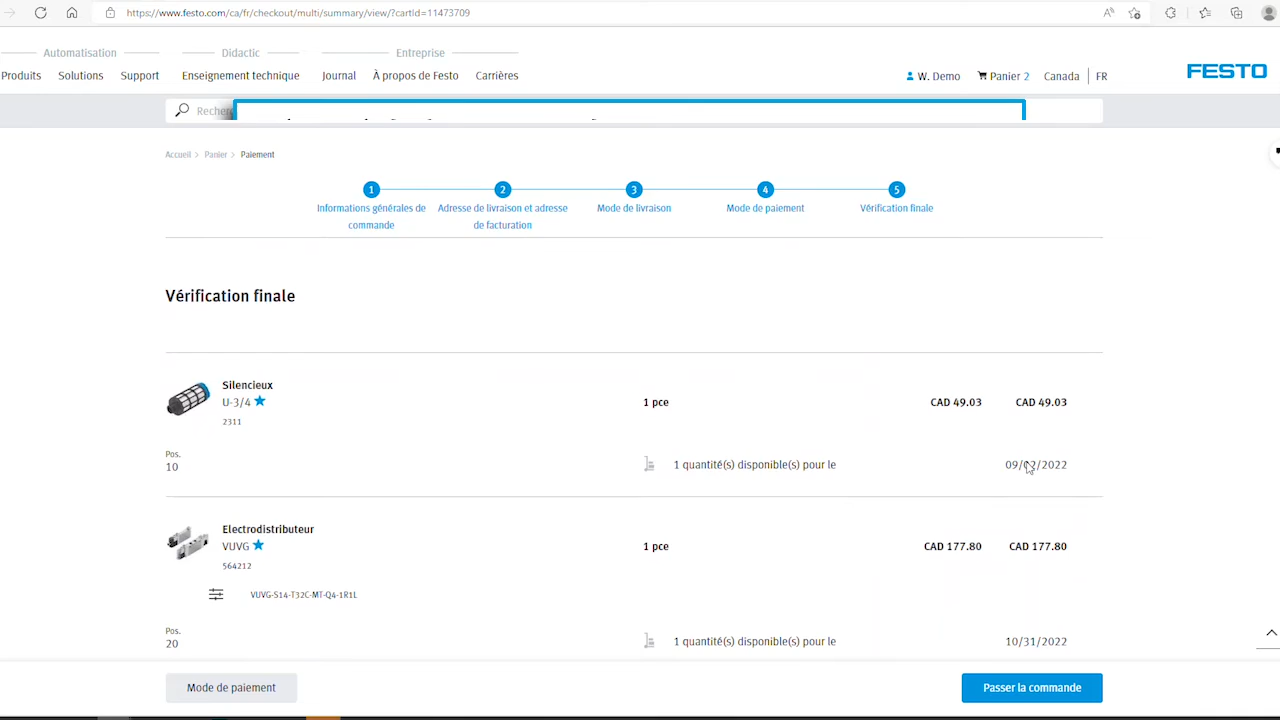 https://www.festo.com/ca/fr/checkout/multi/summary/view/?cartId=11473709
Automatisation Didactic Entreprise
Produits Solutions Support Enseignement technique Journal À propos de Festo Carrières
W. Demo Panier 2 Canada FR
FESTO
Accueil > Panier > Paiement
1 2 3 4 5
Informations générales de commande
Adresse de livraison et adresse de facturation
Mode de livraison
Mode de paiement
Vérification finale
Vérification finale
Silencieux
U-3/4 1 pce CAD 49.03 CAD 49.03
2311
Pos.
10 1 quantité(s) disponible(s) pour le
Electrodistributeur
VUVG 1 pce CAD 177.80 CAD 177.80
564212
VUVG-S14-T32C-MT-Q4-1R1L
Pos.
20 1 quantité(s) disponible(s) pour le 10/31/2022
Mode de paiement Passer la commande